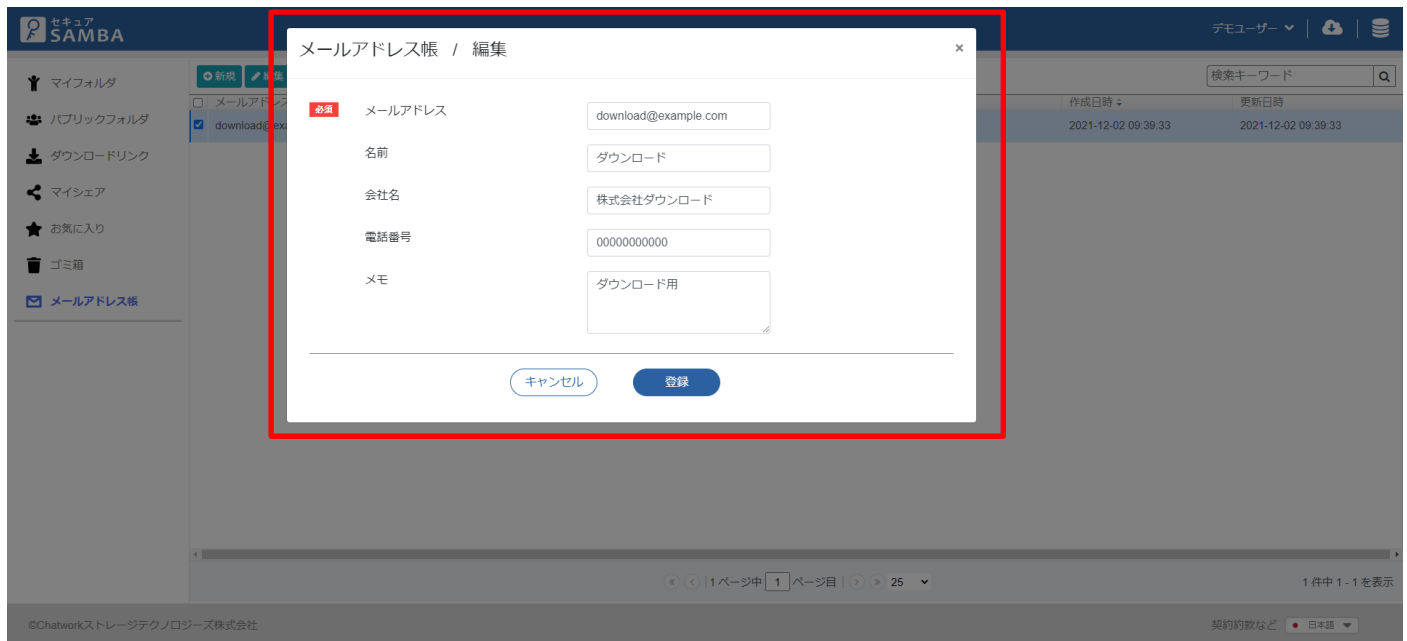 セキュア
SAMBA
デモユーザー
メールアドレス帳 / 編集
×
マイフォルダ
パブリックフォルダ
ダウンロードリンク
マイシェア
お気に入り
ゴミ箱
メールアドレス帳
新規 編集
検索キーワード
メールアドレス
作成日時 更新日時
download@exa
2021-12-02 09:39:33 2021-12-02 09:39:33
必須 メールアドレス download@example.com
名前 ダウンロード
会社名 株式会社ダウンロード
電話番号 00000000000
メモ ダウンロード用
キャンセル 登録
1 ページ中 1 ページ目 25
1 件中 1 - 1 を表示
©Chatworkストレージテクノロジーズ株式会社
契約約款など 日本語